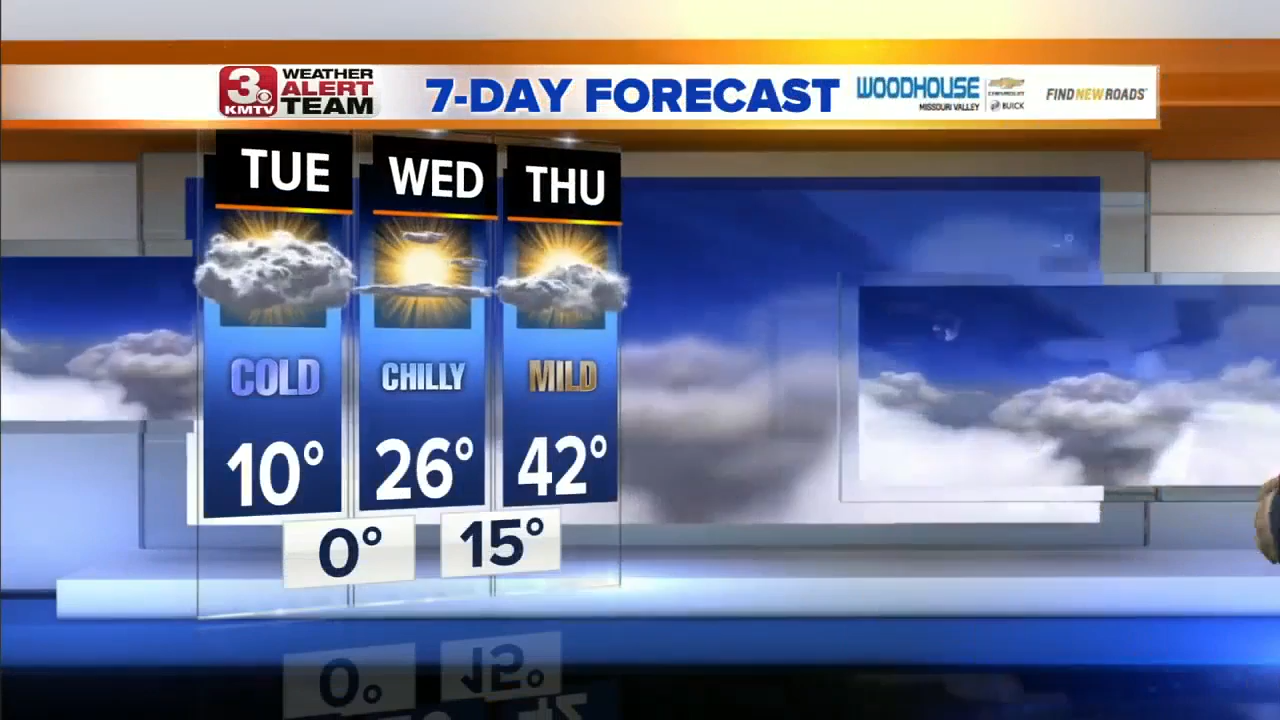 3
KMTV
WEATHER
ALERT
TEAM
7-DAY FORECAST
WOODHOUSE
MISSOURI VALLEY
CHEVROLET
BUICK
FIND NEW ROADS
TUE WED THU
COLD CHILLY MILD
10° 26° 42°
0° 15°